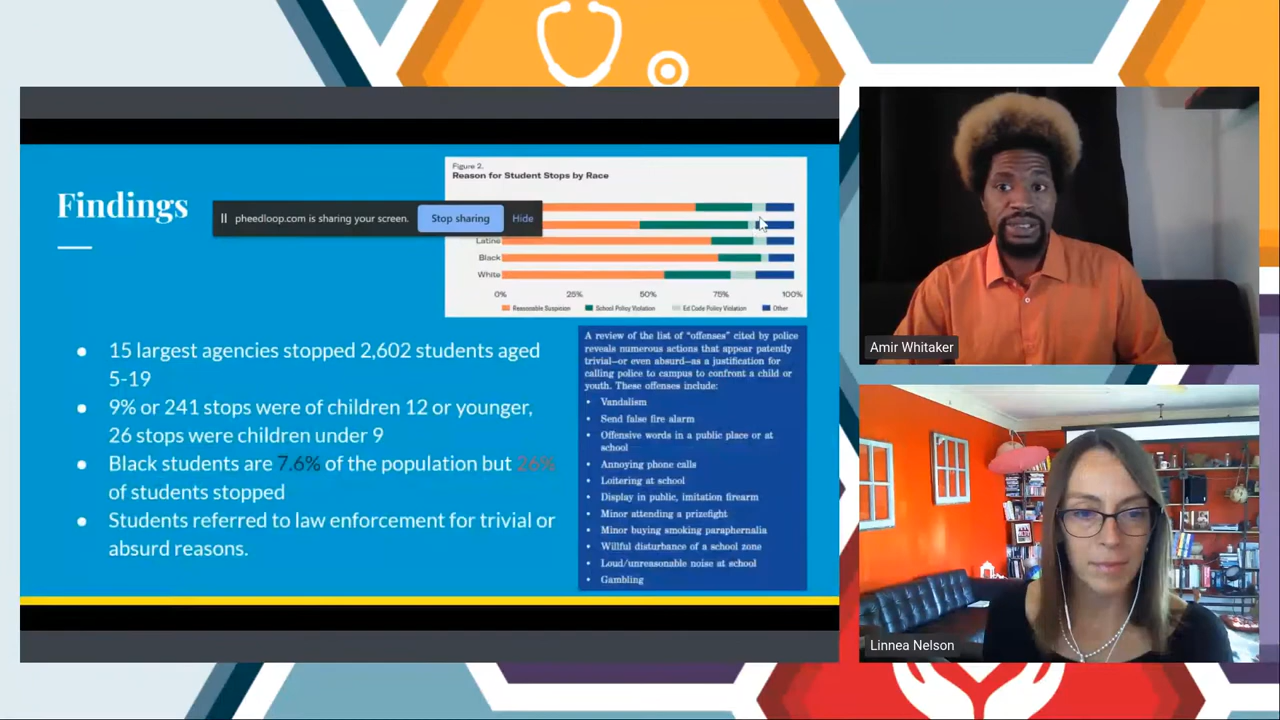 Findings
pheedloop.com is sharing your screen.
Stop sharing
Hide
Figure 2.
Reason for Student Stops by Race
Latine
Black
White
0%
25%
50%
75%
100%
Reasonable Suspicion
School Policy Violation
Ed Code Policy Violation
Other
15 largest agencies stopped 2,602 students aged
5-19
9% or 241 stops were of children 12 or younger,
26 stops were children under 9
Black students are 7.6% of the population but 26%
of students stopped
Students referred to law enforcement for trivial or
absurd reasons.
A review of the list of "offenses" cited by police
reveals numerous actions that appear patently
trivial—or even absurd—as a justification for
calling police to campus to confront a child or
youth. These offenses include:
Vandalism
Send false fire alarm
Offensive words in a public place or at
school
Annoying phone calls
Loitering at school
Display in public, imitation firearm
Minor attending a prizefight
Minor buying smoking paraphernalia
Willful disturbance of a school zone
Loud/unreasonable noise at school
Gambling
Amir Whitaker
Linnea Nelson